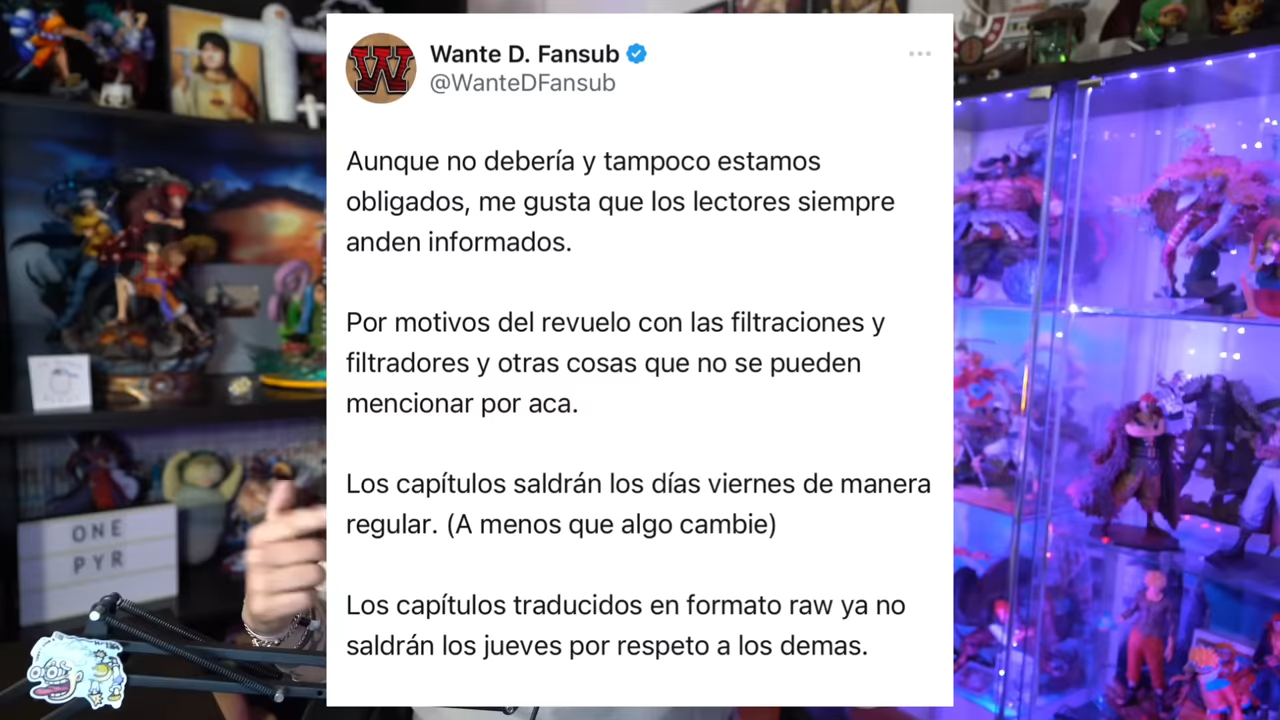 W
Wante D. Fansub
@WanteDFansub
Aunque no debería y tampoco estamos
obligados, me gusta que los lectores siempre
anden informados.
Por motivos del revuelo con las filtraciones y
filtradores y otras cosas que no se pueden
mencionar por aca.
Los capítulos saldrán los días viernes de manera
regular. (A menos que algo cambie)
Los capítulos traducidos en formato raw ya no
saldrán los jueves por respeto a los demas.
ONE
PYR